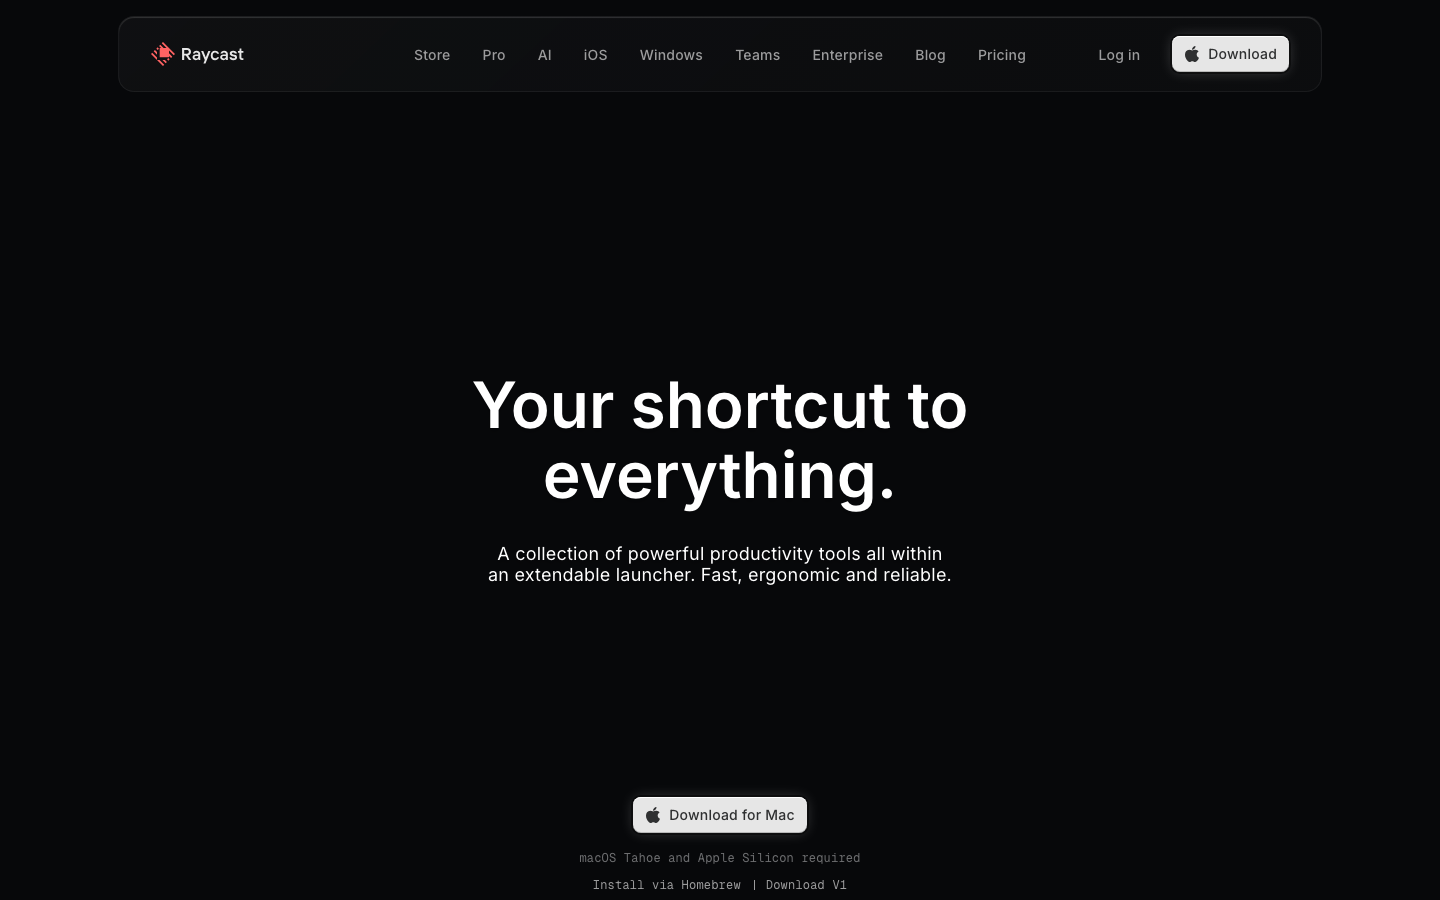 Raycast
Store Pro AI iOS Windows Teams Enterprise Blog Pricing Log in Download
Your shortcut to
everything.
A collection of powerful productivity tools all within
an extendable launcher. Fast, ergonomic and reliable.
Download for Mac
macOS Tahoe and Apple Silicon required
Install via Homebrew | Download V1